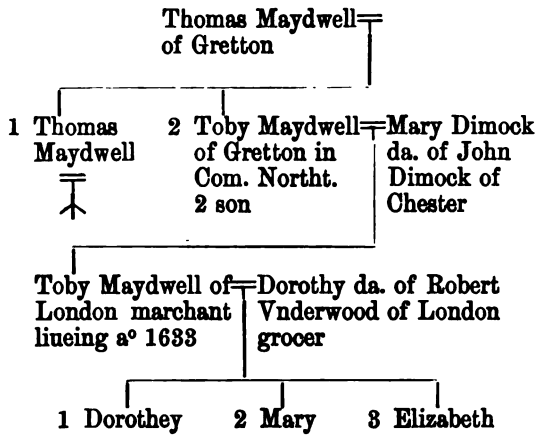 Thomas Maydwell
of Gretton
1 Thomas
Maydwell
2 Toby Maydwell
of Gretton in
Com. Northt.
2 son
Mary Dimock
da. of John
Dimock of
Chester
Toby Maydwell of
London marchant
liueing aº 1633
Dorothy da. of Robert
Vnderwood of London
grocer
1 Dorothey
2 Mary
3 Elizabeth